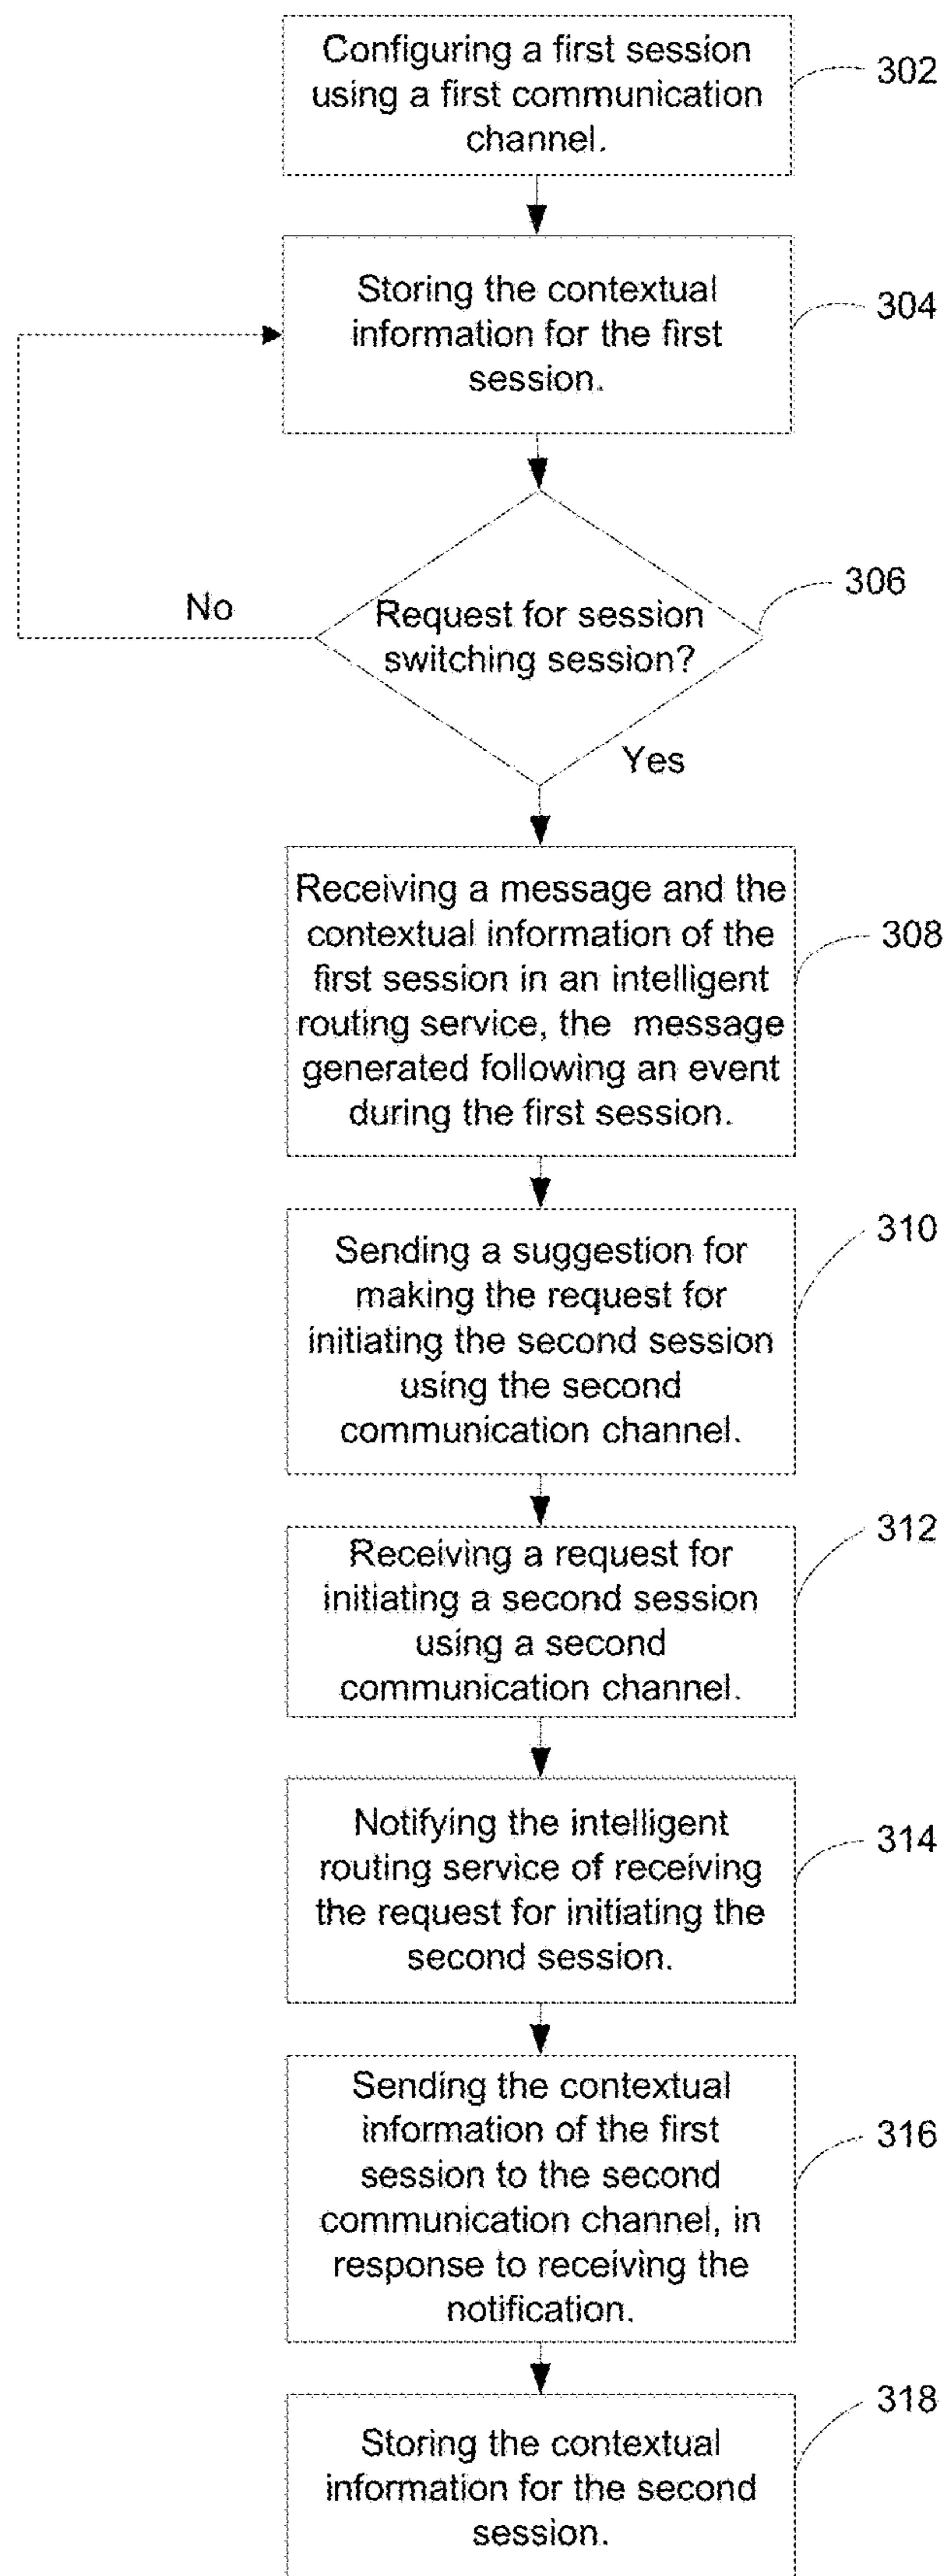 Configuring a first session
using a first communication
channel.
302
Storing the contextual
information for the first
session.
304
306
No
Request for session
switching session?
Yes
Receiving a message and the
contextual information of the
first session in an intelligent
routing service, the message
generated following an event
during the first session.
308
Sending a suggestion for
making the request for
initiating the second session
using the second
communication channel.
310
Receiving a request for
initiating a second session
using a second
communication channel.
312
Notifying the intelligent
routing service of receiving
the request for initiating the
second session.
314
Sending the contextual
information of the first
session to the second
communication channel, in
response to receiving the
notification.
316
Storing the contextual
information for the second
session.
318